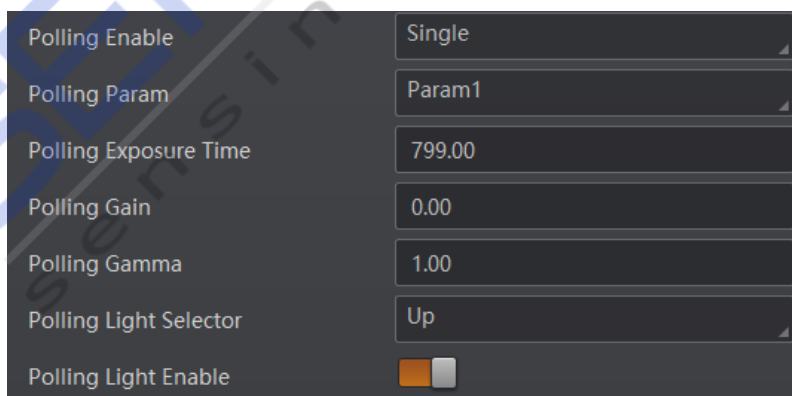 Polling Enable Single
Polling Param Param1
Polling Exposure Time 799.00
Polling Gain 0.00
Polling Gamma 1.00
Polling Light Selector Up
Polling Light Enable
sensin